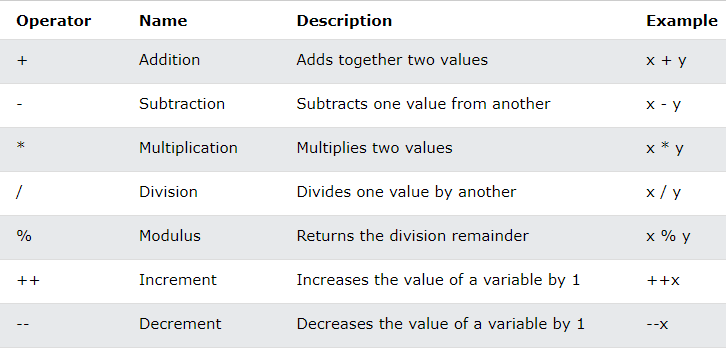 Operator Name Description Example
+ Addition Adds together two values x + y
- Subtraction Subtracts one value from another x - y
* Multiplication Multiplies two values x * y
/ Division Divides one value by another x / y
% Modulus Returns the division remainder x % y
++ Increment Increases the value of a variable by 1 ++x
-- Decrement Decreases the value of a variable by 1 --x